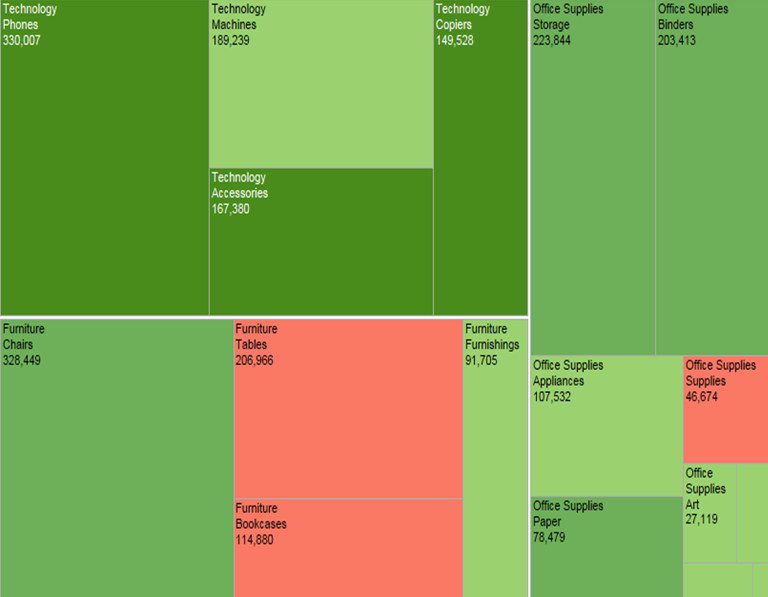 Technology
Phones
330,007
Technology
Machines
189,239
Technology
Accessories
167,380
Technology
Copiers
149,528
Furniture
Chairs
328,449
Furniture
Tables
206,966
Furniture
Bookcases
114,880
Furniture
Furnishings
91,705
Office Supplies
Storage
223,844
Office Supplies
Binders
203,413
Office Supplies
Appliances
107,532
Office Supplies
Paper
78,479
Office Supplies
Supplies
46,674
Office
Supplies
Art
27,119